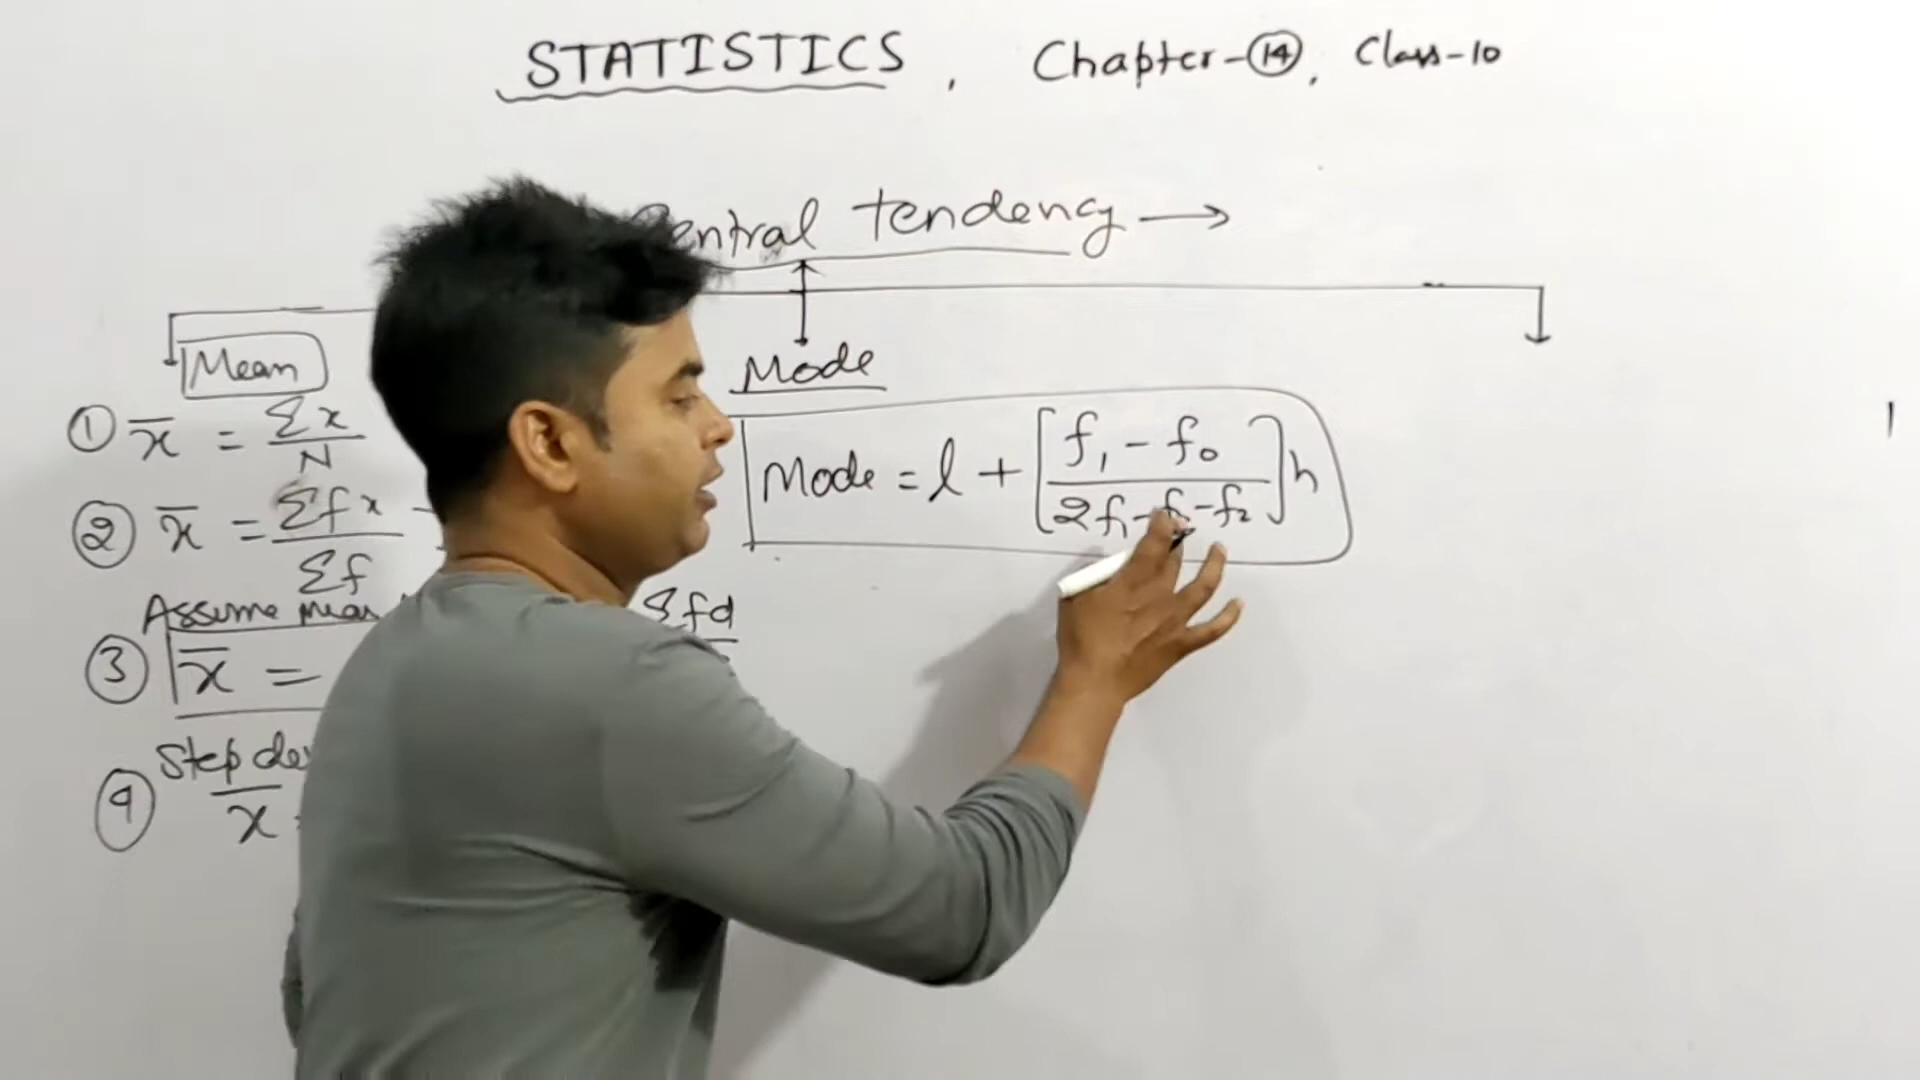 STATISTICS , Chapter-14, Class-10
Central tendency →
Mean
Mode
① x̄ = Σx/N
② x̄ = Σfx/Σf
Mode = l + [f₁ - f₀ / 2f₁ - f₀ - f₂] h
Assume mean
③ x̄ = Σfd
④ Step
x̄